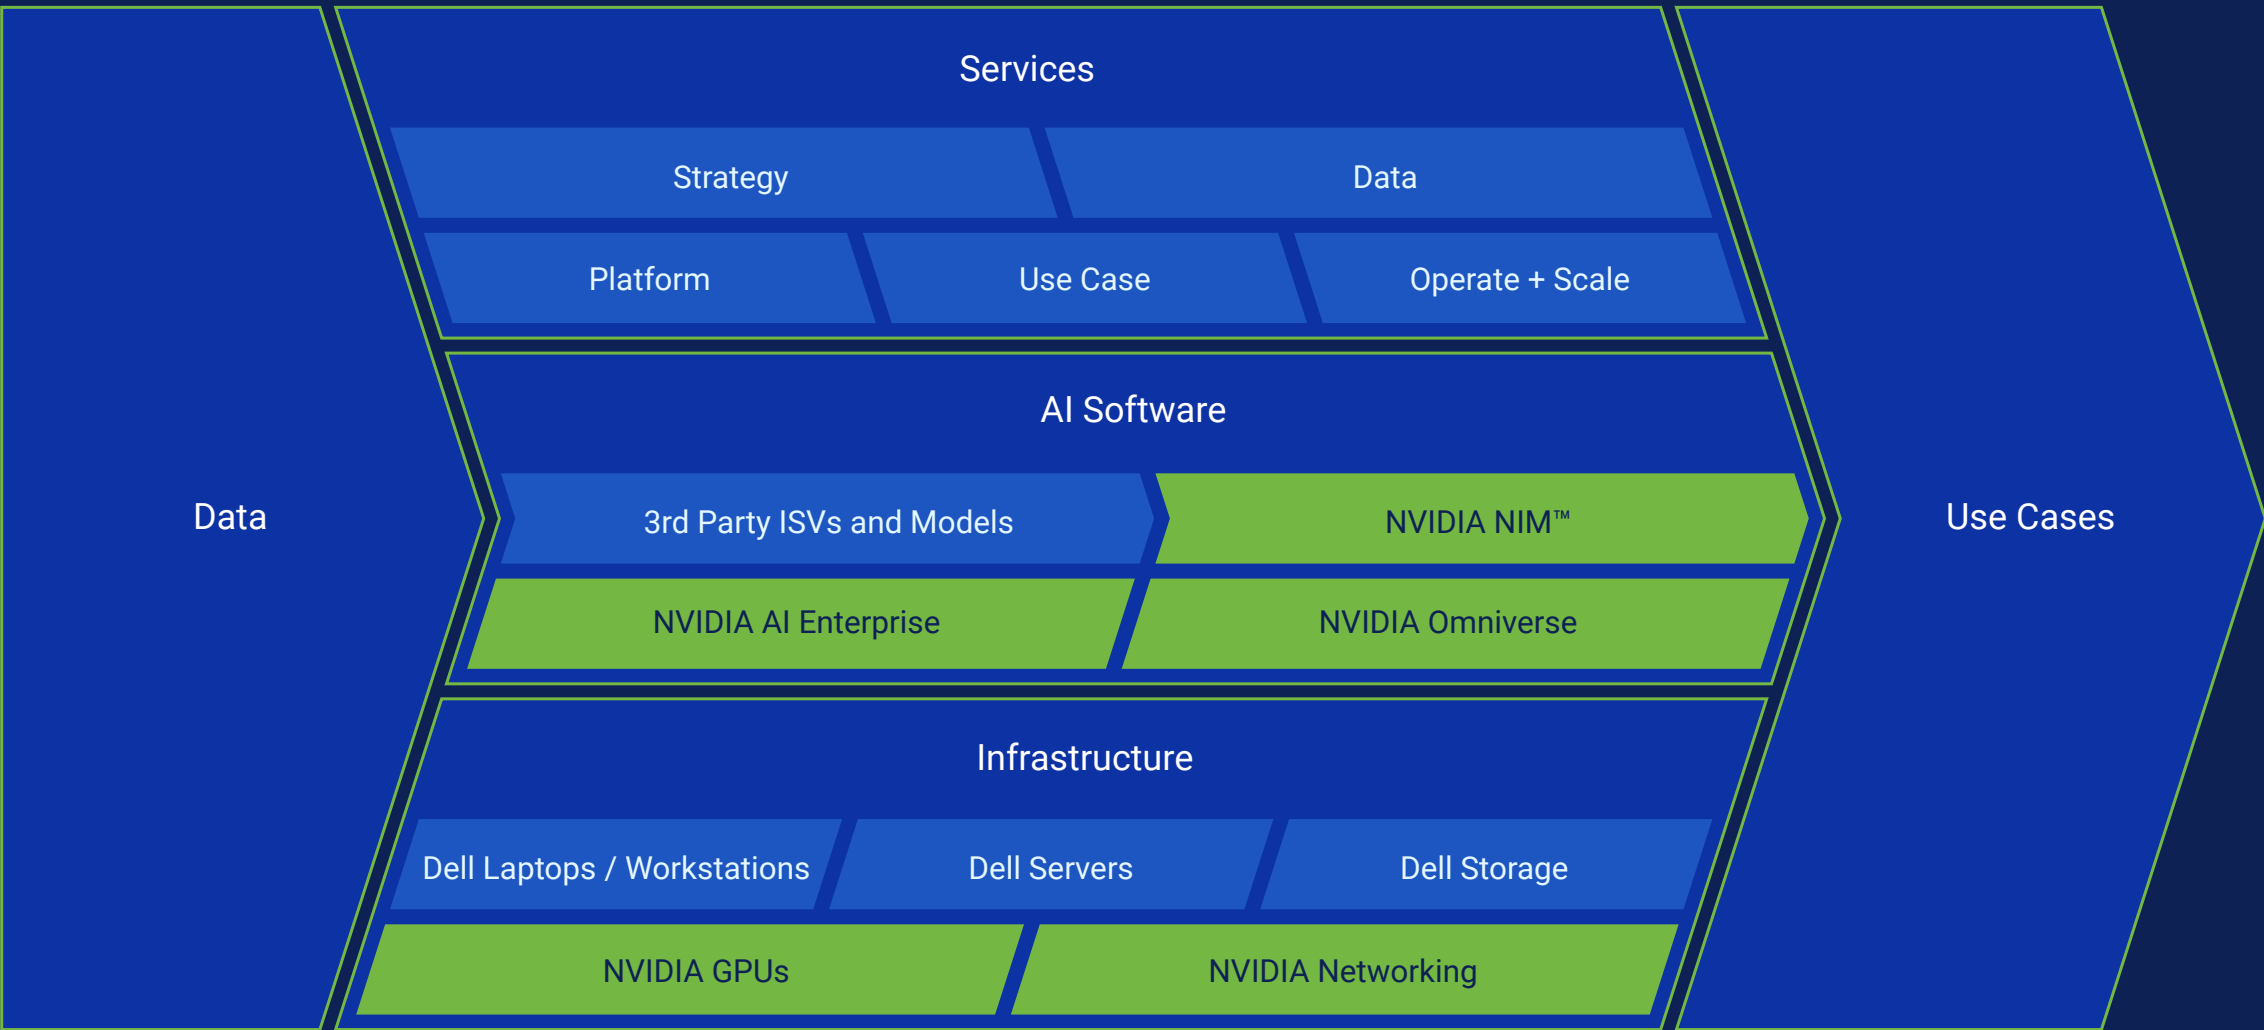 Data
Services
Strategy
Data
Platform
Use Case
Operate + Scale
AI Software
3rd Party ISVs and Models
NVIDIA NIM™
NVIDIA AI Enterprise
NVIDIA Omniverse
Infrastructure
Dell Laptops / Workstations
Dell Servers
Dell Storage
NVIDIA GPUs
NVIDIA Networking
Use Cases